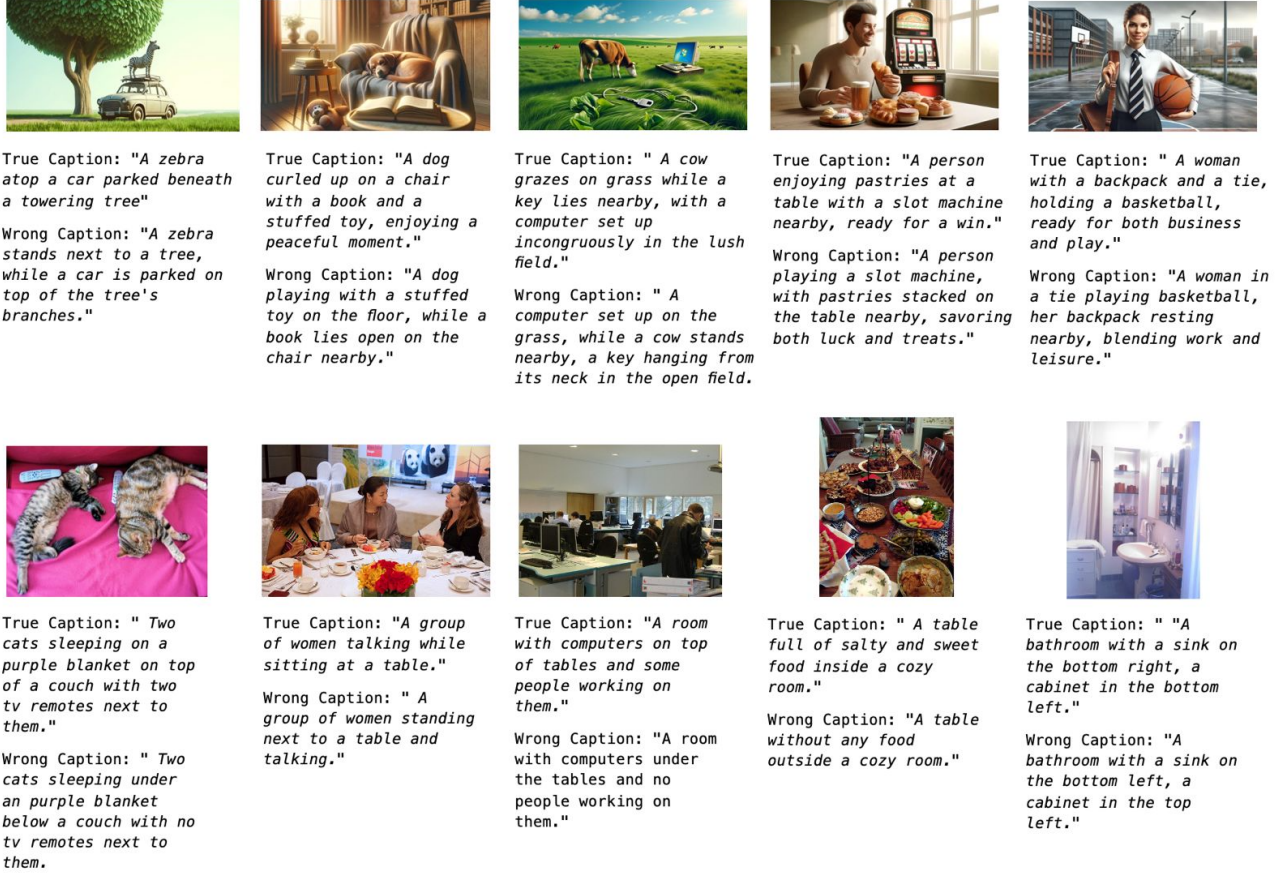 True Caption: "A zebra
atop a car parked beneath
a towering tree"
Wrong Caption: "A zebra
stands next to a tree,
while a car is parked on
top of the tree's
branches."
True Caption: "A dog
curled up on a chair
with a book and a
stuffed toy, enjoying a
peaceful moment."
Wrong Caption: "A dog
playing with a stuffed
toy on the floor, while a
book lies open on the
chair nearby."
True Caption: " A cow
grazes on grass while a
key lies nearby, with a
computer set up
incongruously in the lush
field."
Wrong Caption: " A
computer set up on the
grass, while a cow stands
nearby, a key hanging from
its neck in the open field.
True Caption: "A person
enjoying pastries at a
table with a slot machine
nearby, ready for a win."
Wrong Caption: "A person
playing a slot machine,
with pastries stacked on
the table nearby, savoring
both luck and treats."
True Caption: " A woman
with a backpack and a tie,
holding a basketball,
ready for both business
and play."
Wrong Caption: "A woman in
a tie playing basketball,
her backpack resting
nearby, blending work and
leisure."
True Caption: " Two
cats sleeping on a
purple blanket on top
of a couch with two
tv remotes next to
them."
Wrong Caption: " Two
cats sleeping under
an purple blanket
below a couch with no
tv remotes next to
them.
True Caption: "A group
of women talking while
sitting at a table."
Wrong Caption: " A
group of women standing
next to a table and
talking."
True Caption: "A room
with computers on top
of tables and some
people working on
them."
Wrong Caption: "A room
with computers under
the tables and no
people working on
them."
True Caption: " A table
full of salty and sweet
food inside a cozy
room."
Wrong Caption: "A table
without any food
outside a cozy room."
True Caption: " "A
bathroom with a sink on
the bottom right, a
cabinet in the bottom
left."
Wrong Caption: "A
bathroom with a sink on
the bottom left, a
cabinet in the top
left."